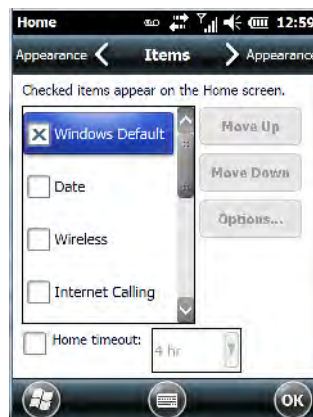 Home 12:59
Appearance Items Appearance
Checked items appear on the Home screen.
Windows Default
Move Up
Date
Move Down
Wireless
Options...
Internet Calling
Home timeout: 4 hr
OK